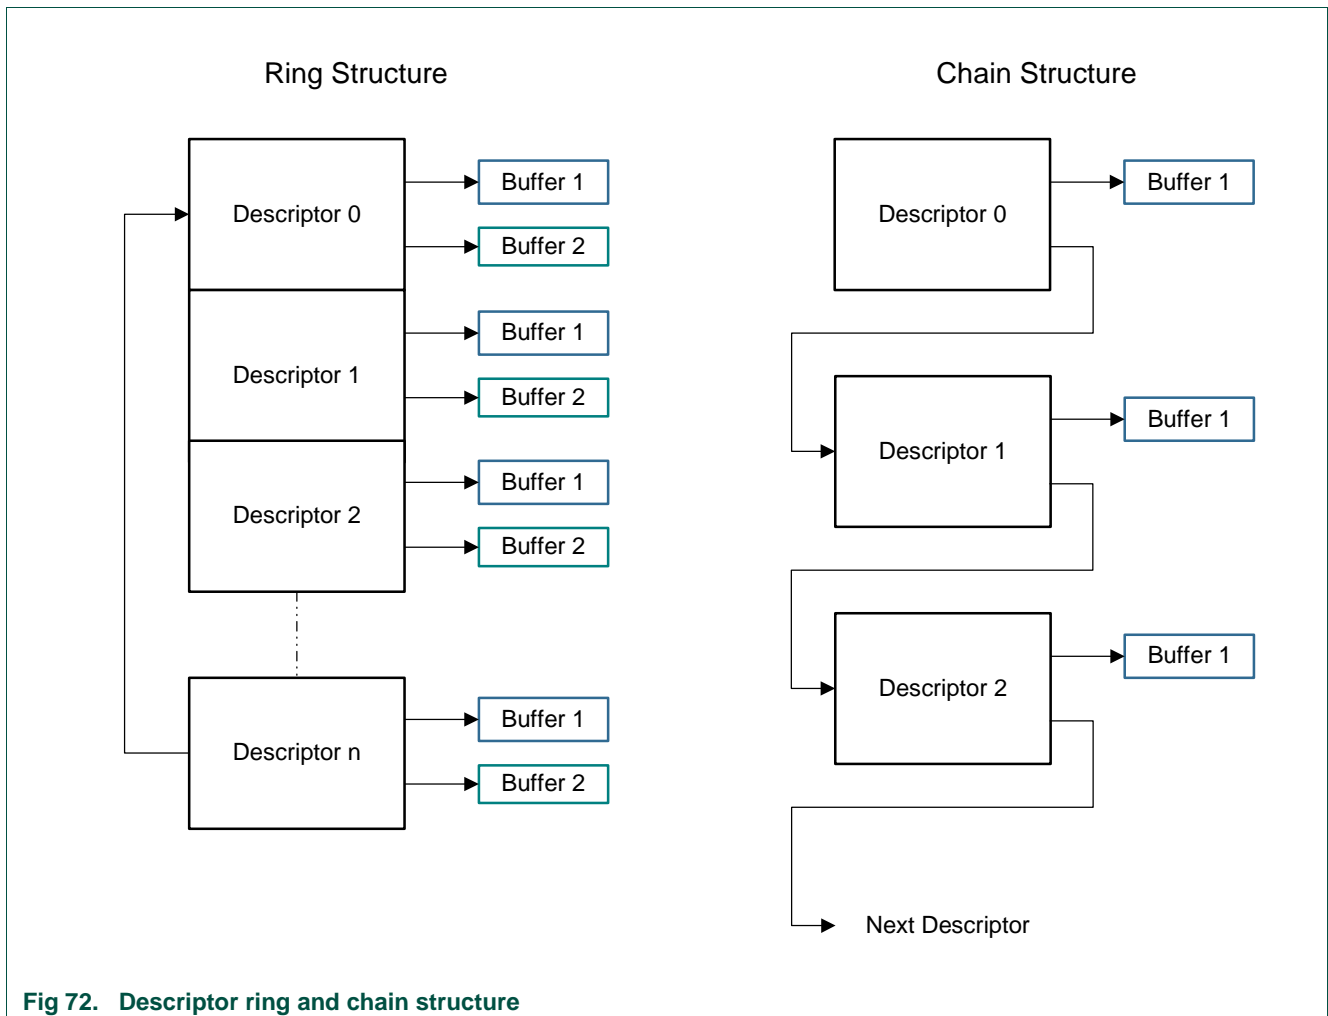 Ring Structure
Descriptor 0
Buffer 1
Buffer 2
Descriptor 1
Buffer 1
Buffer 2
Descriptor 2
Buffer 1
Buffer 2
Descriptor n
Buffer 1
Buffer 2
Chain Structure
Descriptor 0
Buffer 1
Descriptor 1
Buffer 1
Descriptor 2
Buffer 1
Next Descriptor
Fig 72. Descriptor ring and chain structure